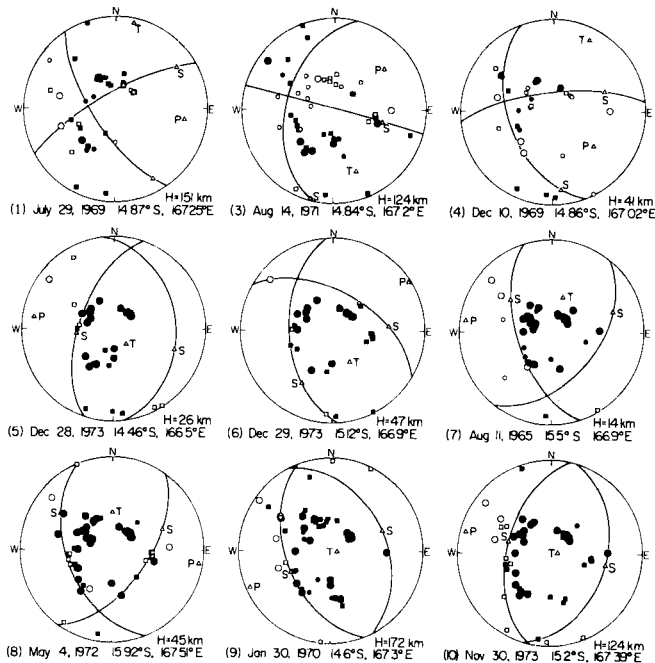 N N N
T S P T S
W E W E W E
P S T P
S S
H=151 km H=124 km H=41 km
(1) July 29, 1969 14.87°S, 167.25°E (3) Aug 14, 1971 14.84°S, 167.2°E (4) Dec 10, 1969 14.86°S, 167.02°E
N N N
P P S T
W E W E W E
S T S S T S S
H=26 km H=47 km H=14 km
(5) Dec 28, 1973 14.46°S, 166.5°E (6) Dec 29, 1973 15.12°S, 166.9°E (7) Aug 11, 1965 15.5°S 166.9°E
N N N
S T S S
W E W T E W T E
P P S P S S
H=45 km H=172 km H=124 km
(8) May 4, 1972 15.92°S, 167.51°E (9) Jan 30, 1970 14.6°S, 167.3°E (10) Nov 30, 1973 15.2°S, 167.39°E